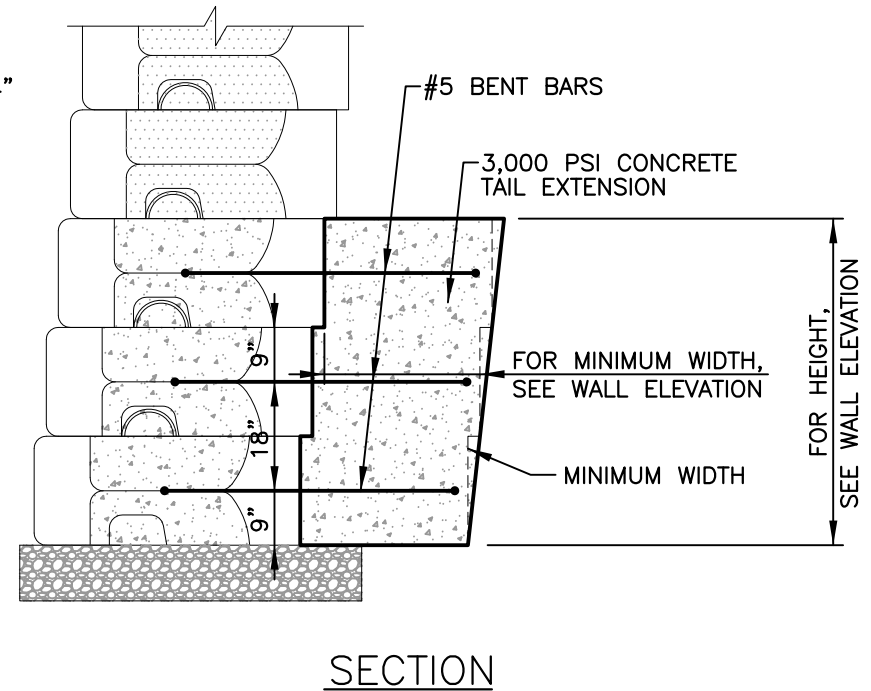 "
#5 BENT BARS
3,000 PSI CONCRETE
TAIL EXTENSION
9"
FOR MINIMUM WIDTH,
SEE WALL ELEVATION
18"
MINIMUM WIDTH
9"
FOR HEIGHT,
SEE WALL ELEVATION
SECTION